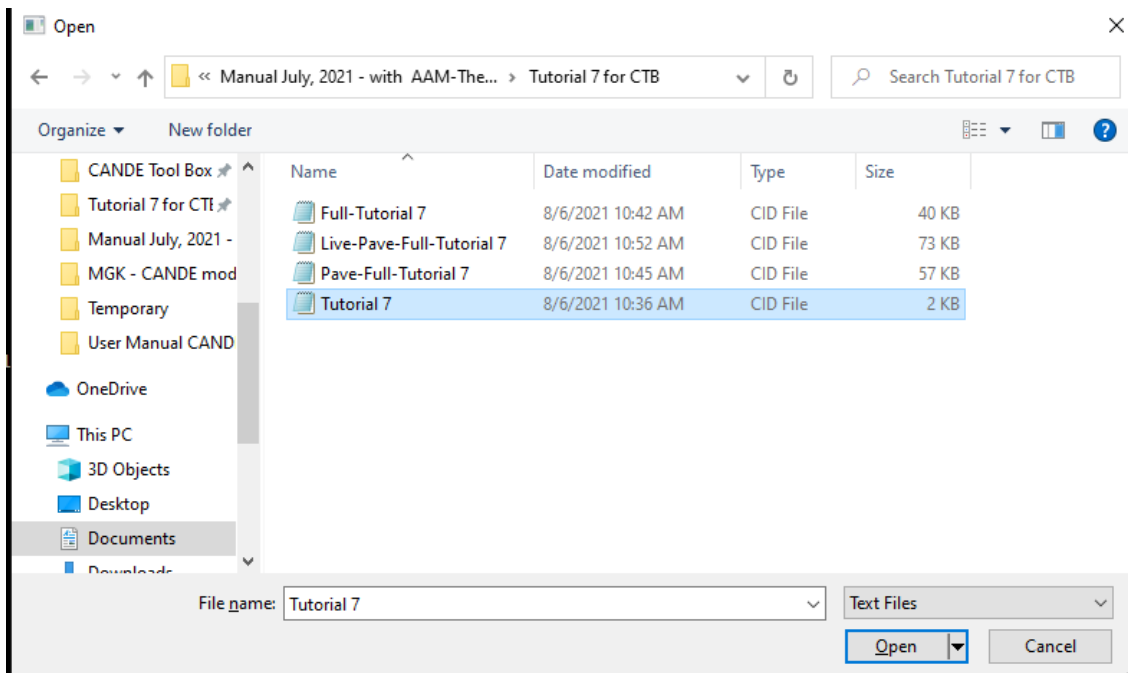 Open
« Manual July, 2021 - with AAM-The... › Tutorial 7 for CTB
Search Tutorial 7 for CTB
Organize
New folder
CANDE Tool Box
Tutorial 7 for CTE
Manual July, 2021 -
MGK - CANDE mod
Temporary
User Manual CAND
OneDrive
This PC
3D Objects
Desktop
Documents
Downloads
Name Date modified Type Size
Full-Tutorial 7 8/6/2021 10:42 AM CID File 40 KB
Live-Pave-Full-Tutorial 7 8/6/2021 10:52 AM CID File 73 KB
Pave-Full-Tutorial 7 8/6/2021 10:45 AM CID File 57 KB
Tutorial 7 8/6/2021 10:36 AM CID File 2 KB
File name: Tutorial 7
Text Files
Open
Cancel